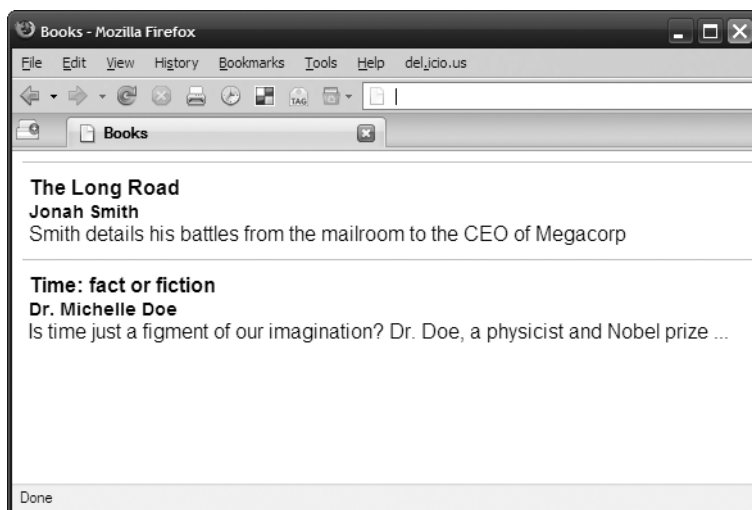 Books - Mozilla Firefox
File Edit View History Bookmarks Tools Help del.icio.us
TAG
Books
The Long Road
Jonah Smith
Smith details his battles from the mailroom to the CEO of Megacorp
Time: fact or fiction
Dr. Michelle Doe
Is time just a figment of our imagination? Dr. Doe, a physicist and Nobel prize ...
Done